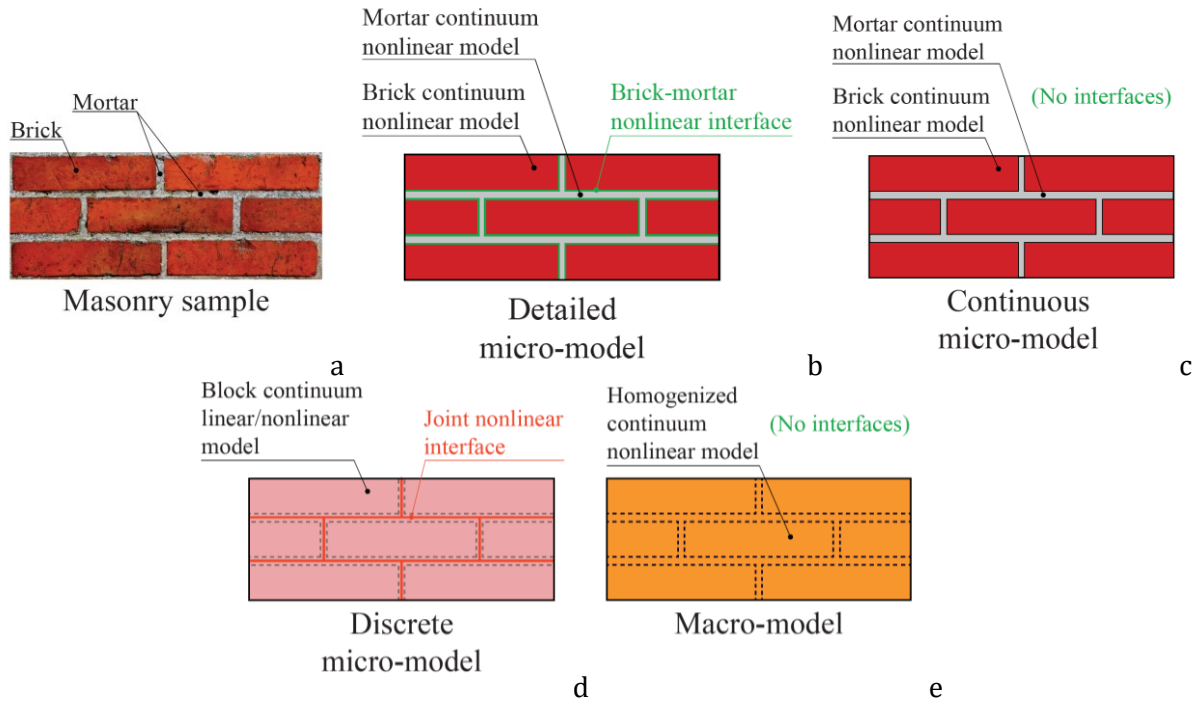 Mortar
Brick
Masonry sample
a
Mortar continuum
nonlinear model
Brick continuum
nonlinear model
Brick-mortar
nonlinear interface
Detailed
micro-model
b
Mortar continuum
nonlinear model
Brick continuum
nonlinear model
(No interfaces)
Continuous
micro-model
c
Block continuum
linear/nonlinear
model
Joint nonlinear
interface
Discrete
micro-model
d
Homogenized
continuum
nonlinear model
(No interfaces)
Macro-model
e